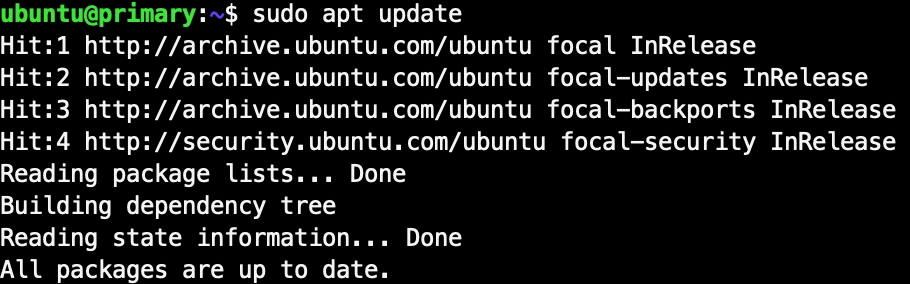 ubuntu@primary:~$ sudo apt update
Hit:1 http://archive.ubuntu.com/ubuntu focal InRelease
Hit:2 http://archive.ubuntu.com/ubuntu focal-updates InRelease
Hit:3 http://archive.ubuntu.com/ubuntu focal-backports InRelease
Hit:4 http://security.ubuntu.com/ubuntu focal-security InRelease
Reading package lists... Done
Building dependency tree
Reading state information... Done
All packages are up to date.